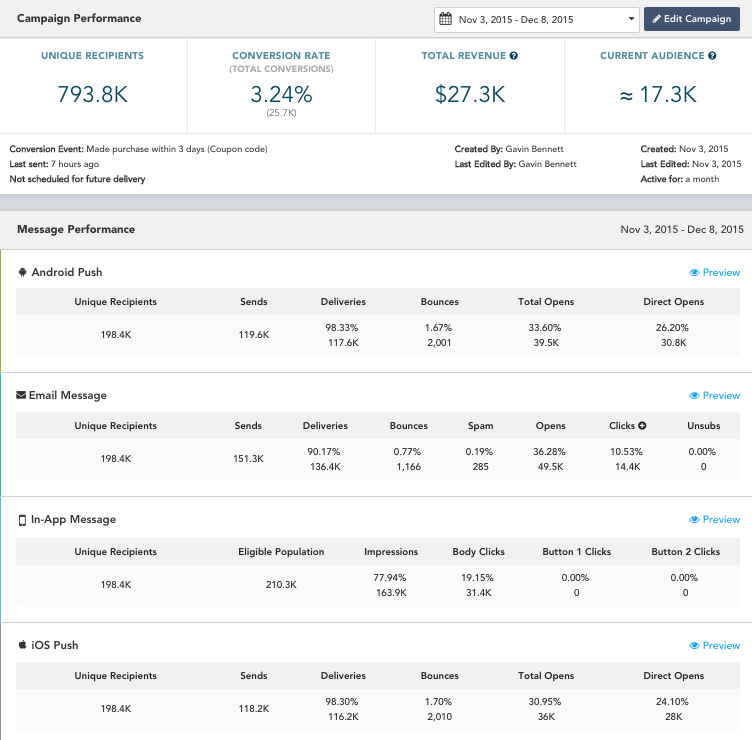 Campaign Performance
Nov 3, 2015 - Dec 8, 2015
Edit Campaign
UNIQUE RECIPIENTS
793.8K
CONVERSION RATE
(TOTAL CONVERSIONS)
3.24%
(25.7K)
TOTAL REVENUE
$27.3K
CURRENT AUDIENCE
≈ 17.3K
Conversion Event: Made purchase within 3 days (Coupon code)
Last sent: 7 hours ago
Not scheduled for future delivery
Created By: Gavin Bennett
Last Edited By: Gavin Bennett
Created: Nov 3, 2015
Last Edited: Nov 3, 2015
Active for: a month
Message Performance Nov 3, 2015 - Dec 8, 2015
Android Push Preview
Unique Recipients Sends Deliveries Bounces Total Opens Direct Opens
98.33% 1.67% 33.60% 26.20%
198.4K 119.6K
117.6K 2,001 39.5K 30.8K
Email Message Preview
Unique Recipients Sends Deliveries Bounces Spam Opens Clicks Unsubs
90.17% 0.77% 0.19% 36.28% 10.53% 0.00%
198.4K 151.3K
136.4K 1,166 285 49.5K 14.4K 0
In-App Message Preview
Unique Recipients Eligible Population Impressions Body Clicks Button 1 Clicks Button 2 Clicks
77.94% 19.15% 0.00% 0.00%
198.4K 210.3K
163.9K 31.4K 0 0
iOS Push Preview
Unique Recipients Sends Deliveries Bounces Total Opens Direct Opens
98.30% 1.70% 30.95% 24.10%
198.4K 118.2K
116.2K 2,010 36K 28K